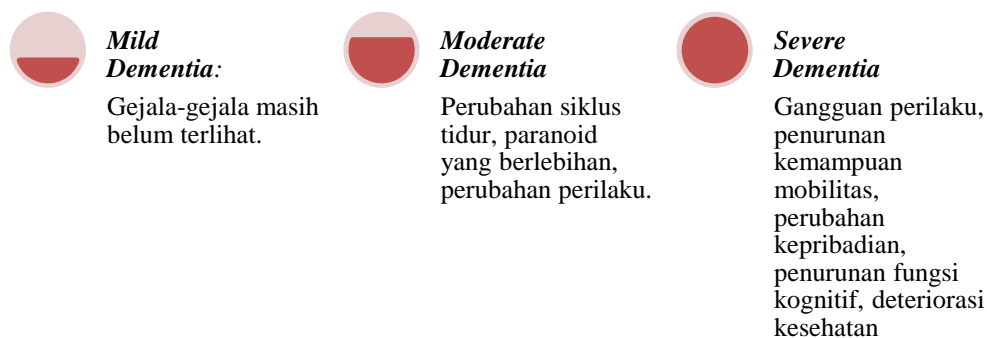 Mild
Dementia:
Gejala-gejala masih
belum terlihat.
Moderate
Dementia
Perubahan siklus
tidur, paranoid
yang berlebihan,
perubahan perilaku.
Severe
Dementia
Gangguan perilaku,
penurunan
kemampuan
mobilitas,
perubahan
kepribadian,
penurunan fungsi
kognitif, deteriorasi
kesehatan